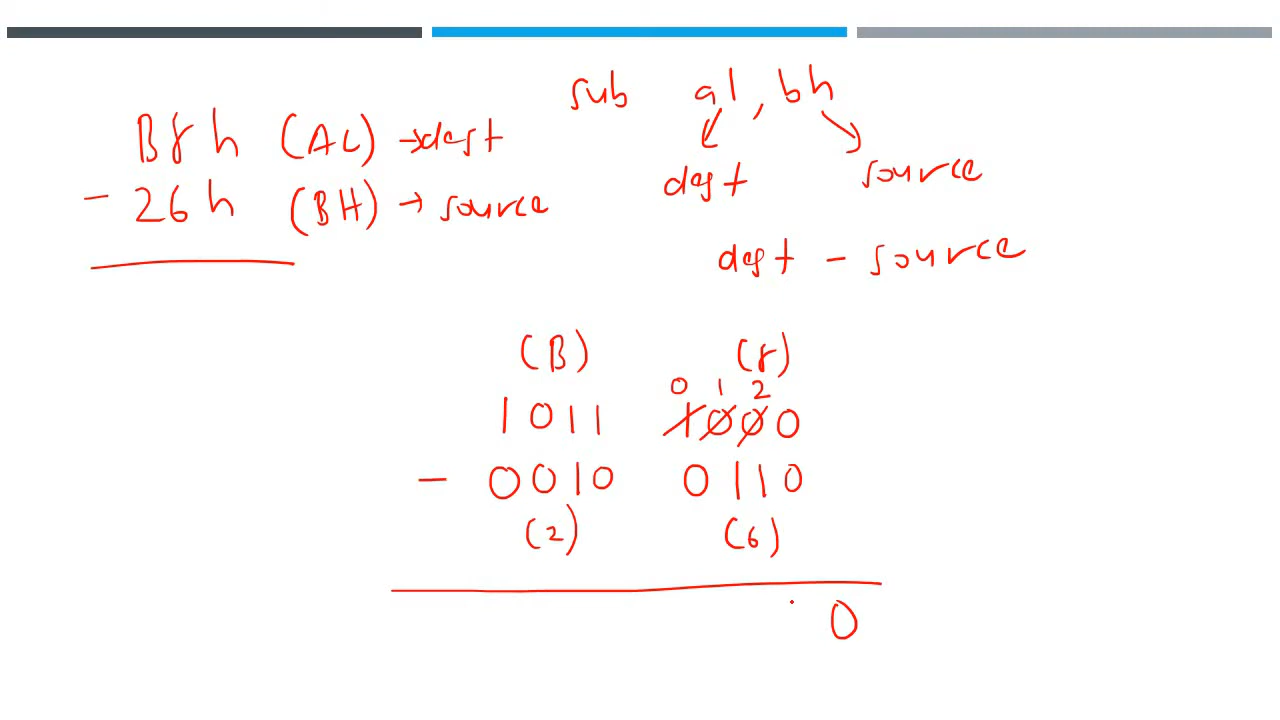 sub al, bh
B8h (AL) → dest
- 26h (BH) → source
dest source
dest - source
(B) (8)
0 1 2
1011 1000
- 0010 0110
(2) (6)
0